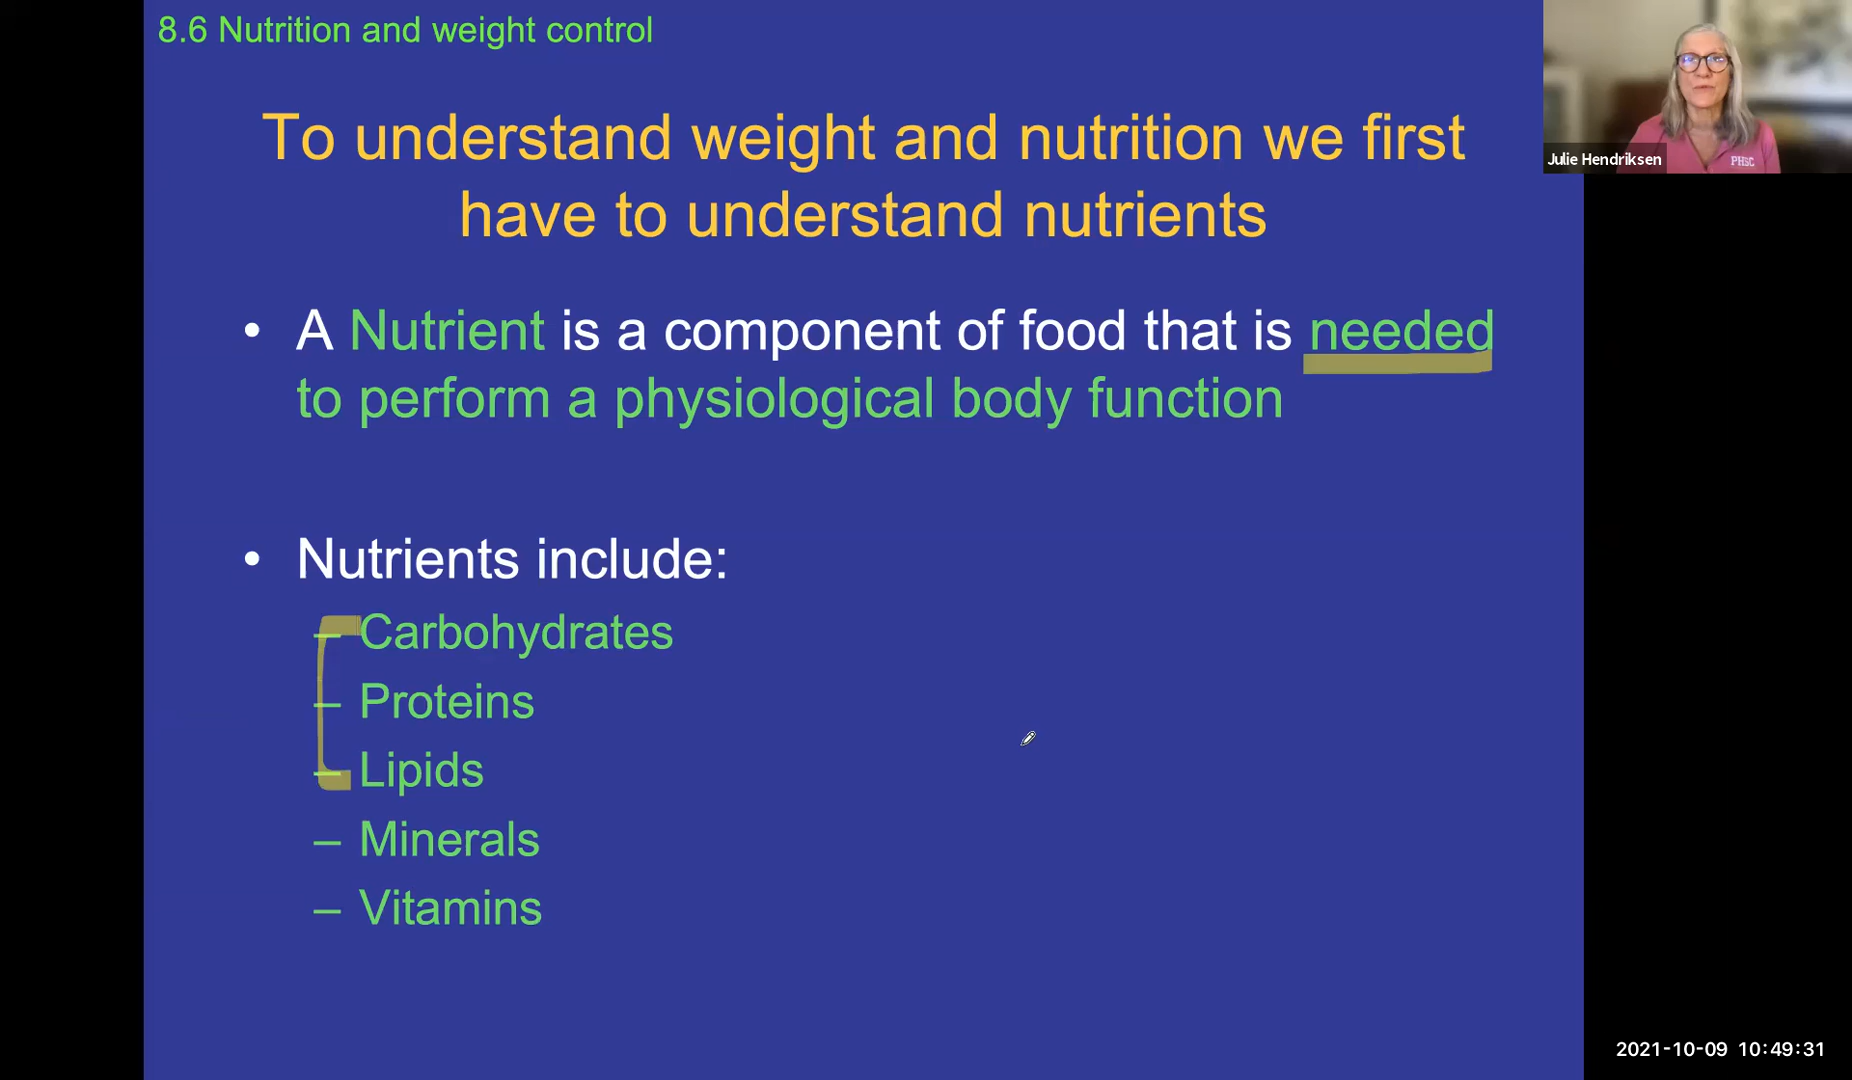 8.6 Nutrition and weight control
To understand weight and nutrition we first
have to understand nutrients
• A Nutrient is a component of food that is needed
to perform a physiological body function
• Nutrients include:
– Carbohydrates
– Proteins
– Lipids
– Minerals
– Vitamins
Julie Hendriksen
PHSC
2021-10-09 10:49:31